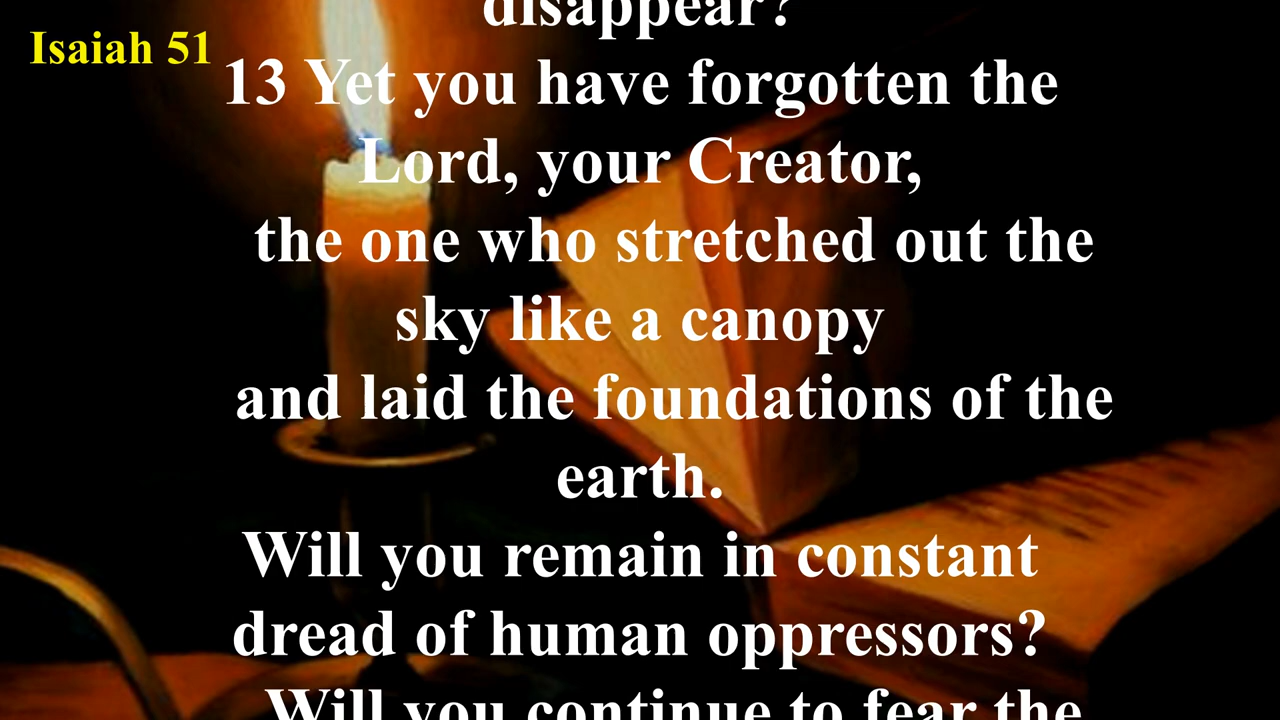 Isaiah 51
disappear?
13 Yet you have forgotten the
Lord, your Creator,
the one who stretched out the
sky like a canopy
and laid the foundations of the
earth.
Will you remain in constant
dread of human oppressors?
Will you continue to fear the